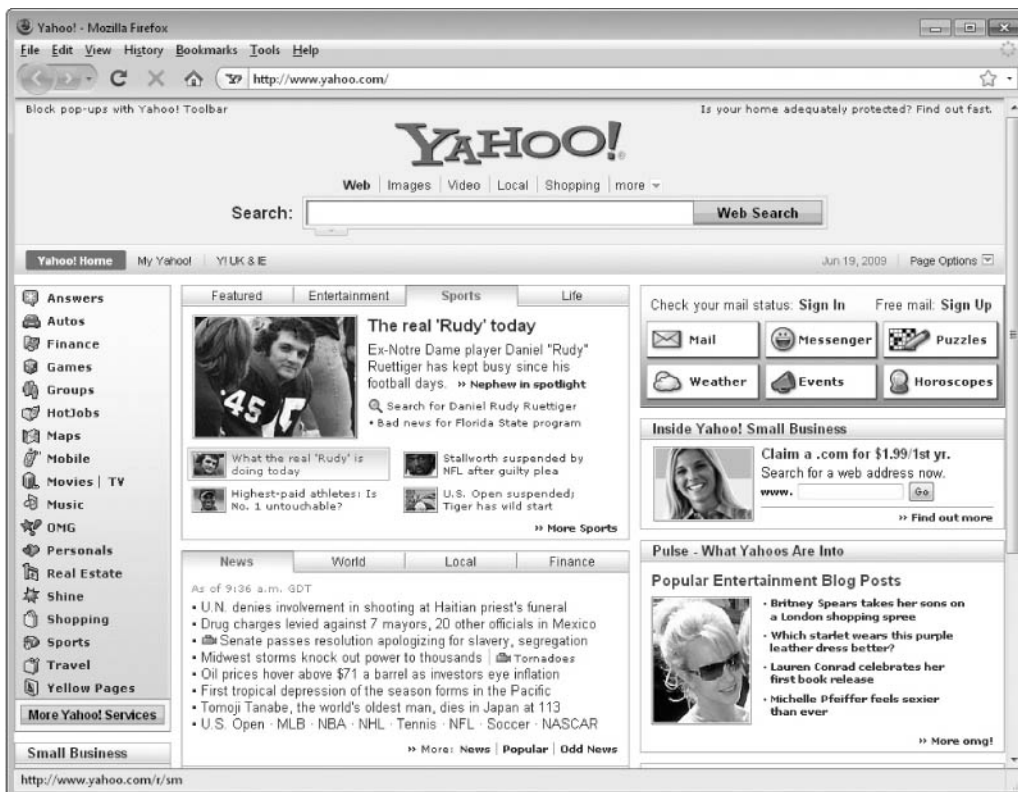 Yahoo! - Mozilla Firefox
File Edit View History Bookmarks Tools Help
http://www.yahoo.com/
Block pop-ups with Yahoo! Toolbar
Is your home adequately protected? Find out fast.
YAHOO!
Web | Images | Video | Local | Shopping | more
Search:
Web Search
Yahoo! Home
My Yahoo! | Y! UK & IE
Jun 19, 2009 | Page Options
Answers
Autos
Finance
Games
Groups
HotJobs
Maps
Mobile
Movies | TV
Music
OMG
Personals
Real Estate
Shine
Shopping
Sports
Travel
Yellow Pages
More Yahoo! Services
Small Business
Featured
Entertainment
Sports
Life
The real 'Rudy' today
Ex-Notre Dame player Daniel "Rudy"
Ruettiger has kept busy since his
football days. » Nephew in spotlight
Search for Daniel Rudy Ruettiger
• Bad news for Florida State program
45
What the real 'Rudy' is
doing today
Stallworth suspended by
NFL after guilty plea
Highest-paid athletes: Is
No. 1 untouchable?
U.S. Open suspended;
Tiger has wild start
» More Sports
News
World
Local
Finance
As of 9:36 a.m. GDT
• U.N. denies involvement in shooting at Haitian priest's funeral
• Drug charges levied against 7 mayors, 20 other officials in Mexico
• Senate passes resolution apologizing for slavery, segregation
• Midwest storms knock out power to thousands | Tornadoes
• Oil prices hover above $71 a barrel as investors eye inflation
• First tropical depression of the season forms in the Pacific
• Tomoji Tanabe, the world's oldest man, dies in Japan at 113
• U.S. Open · MLB · NBA · NHL · Tennis · NFL · Soccer · NASCAR
» More: News | Popular | Odd News
Check your mail status: Sign In
Free mail: Sign Up
Mail
Messenger
Puzzles
Weather
Events
Horoscopes
Inside Yahoo! Small Business
Claim a .com for $1.99/1st yr.
Search for a web address now.
www.
Go
» Find out more
Pulse - What Yahoos Are Into
Popular Entertainment Blog Posts
• Britney Spears takes her sons on
a London shopping spree
• Which starlet wears this purple
leather dress better?
• Lauren Conrad celebrates her
first book release
• Michelle Pfeiffer feels sexier
than ever
» More omg!
http://www.yahoo.com/r/sm